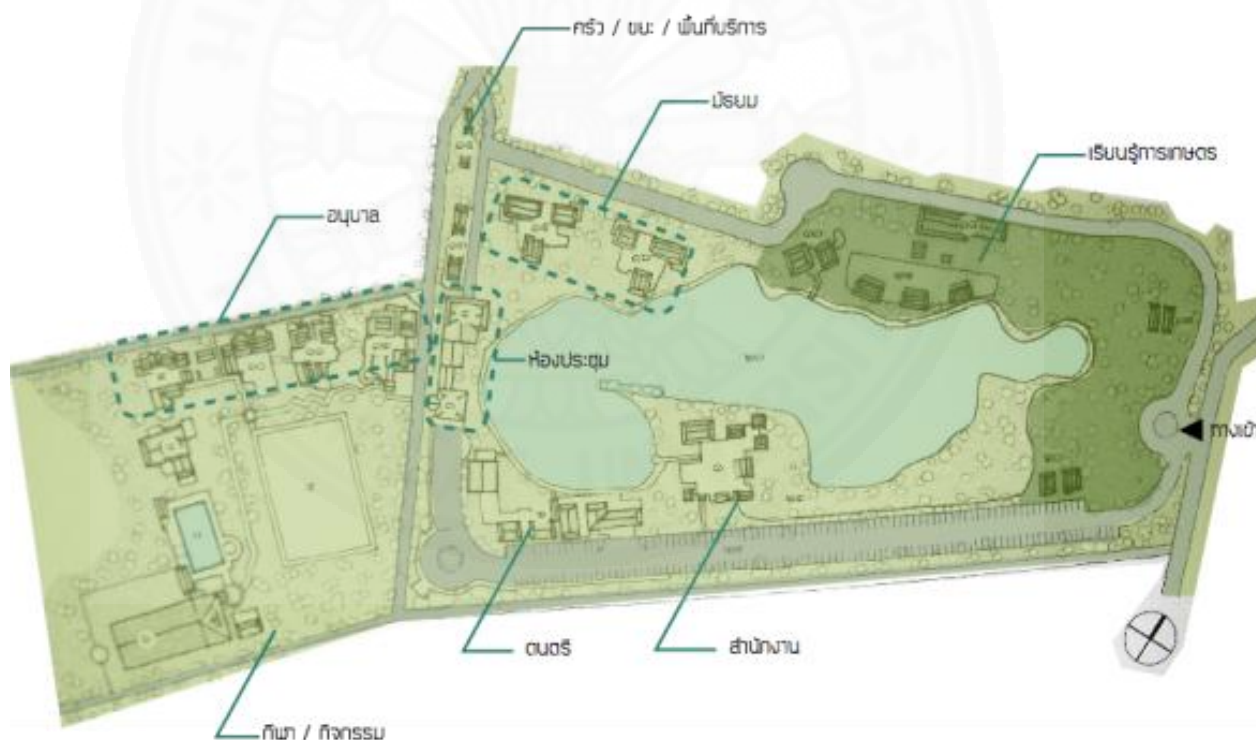 ครัว / ขยะ / พื้นที่บริการ
มัธยม
เรียนรู้การเกษตร
อนุบาล
ห้องประชุม
ทางเข้า
ดนตรี
สำนักงาน
กีฬา / กิจกรรม